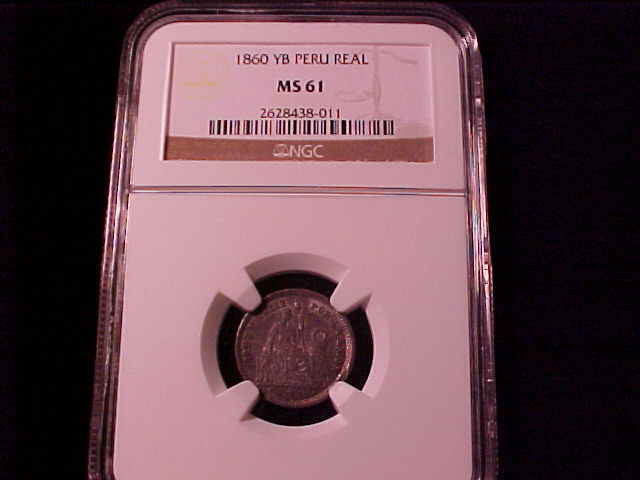 1860 YB PERU REAL
MS 61
2628438-011
NGC